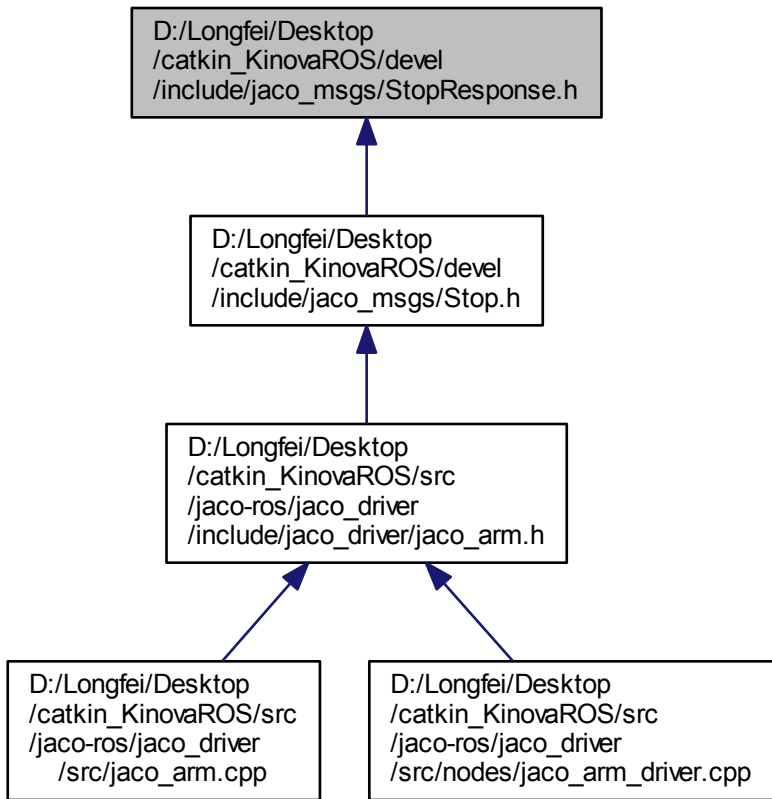 D:/Longfei/Desktop
/catkin_KinovaROS/devel
/include/jaco_msgs/StopResponse.h
D:/Longfei/Desktop
/catkin_KinovaROS/devel
/include/jaco_msgs/Stop.h
D:/Longfei/Desktop
/catkin_KinovaROS/src
/jaco-ros/jaco_driver
/include/jaco_driver/jaco_arm.h
D:/Longfei/Desktop
/catkin_KinovaROS/src
/jaco-ros/jaco_driver
/src/jaco_arm.cpp
D:/Longfei/Desktop
/catkin_KinovaROS/src
/jaco-ros/jaco_driver
/src/nodes/jaco_arm_driver.cpp